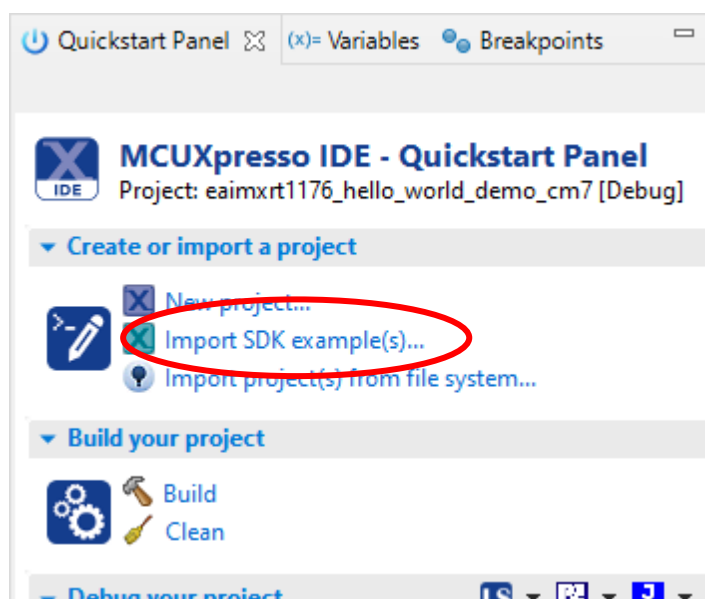 Quickstart Panel (x)= Variables Breakpoints
MCUXpresso IDE - Quickstart Panel
IDE
Project: eaimxrt1176_hello_world_demo_cm7 [Debug]
Create or import a project
New project...
Import SDK example(s)...
Import project(s) from file system...
Build your project
Build
Clean
Debug your project LS